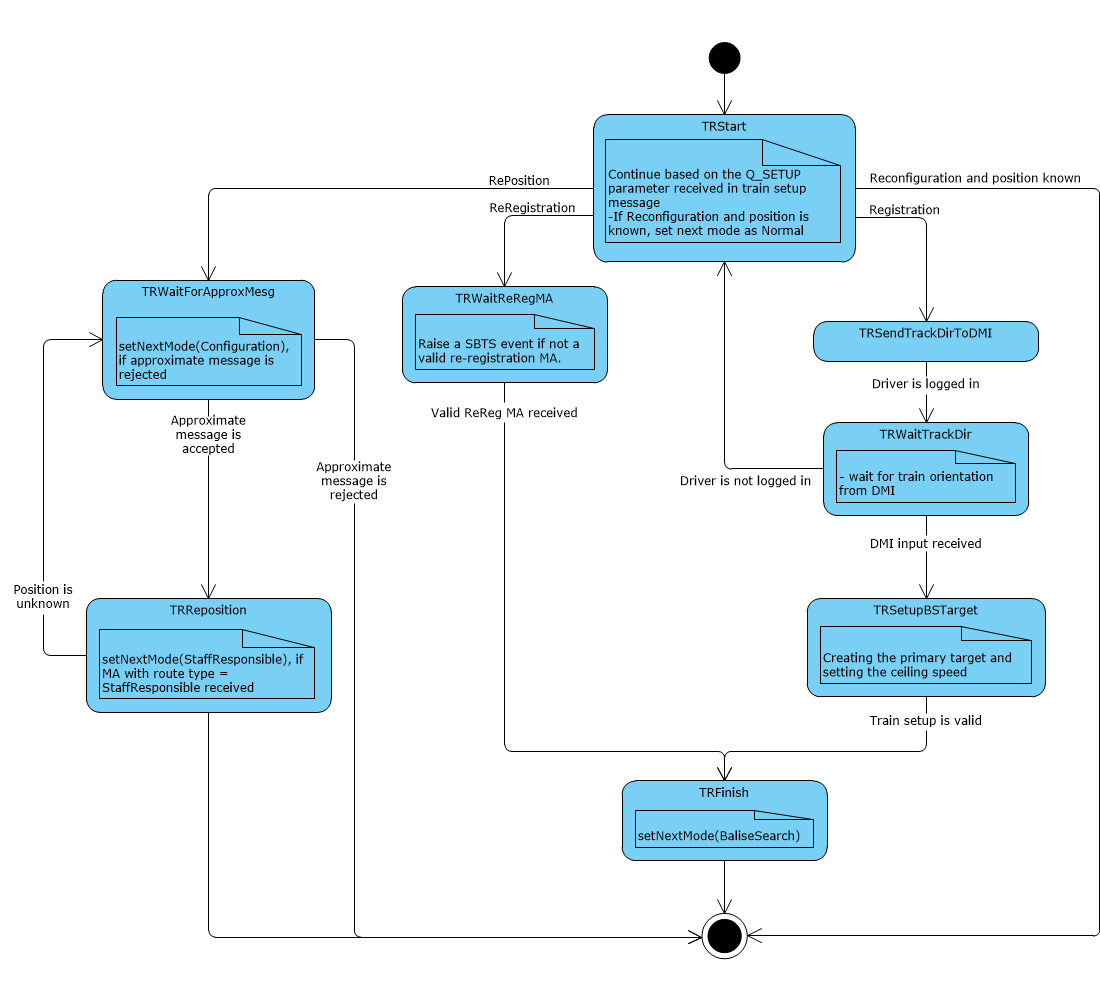 TRStart
Continue based on the Q_SETUP
parameter received in train setup
message
-If Reconfiguration and position is
known, set next mode as Normal
RePosition
ReRegistration
Reconfiguration and position known
Registration
TRWaitForApproxMesg
setNextMode(Configuration),
if approximate message is
rejected
TRWaitReRegMA
Raise a SBTS event if not a
valid re-registration MA.
TRSendTrackDirToDMI
Driver is logged in
Valid ReReg MA received
Approximate
message is
accepted
Approximate
message is
rejected
TRWaitTrackDir
- wait for train orientation
from DMI
Driver is not logged in
DMI input received
Position is
unknown
TRReposition
setNextMode(StaffResponsible), if
MA with route type =
StaffResponsible received
TRSetupBSTarget
Creating the primary target and
setting the ceiling speed
Train setup is valid
TRFinish
setNextMode(BaliseSearch)